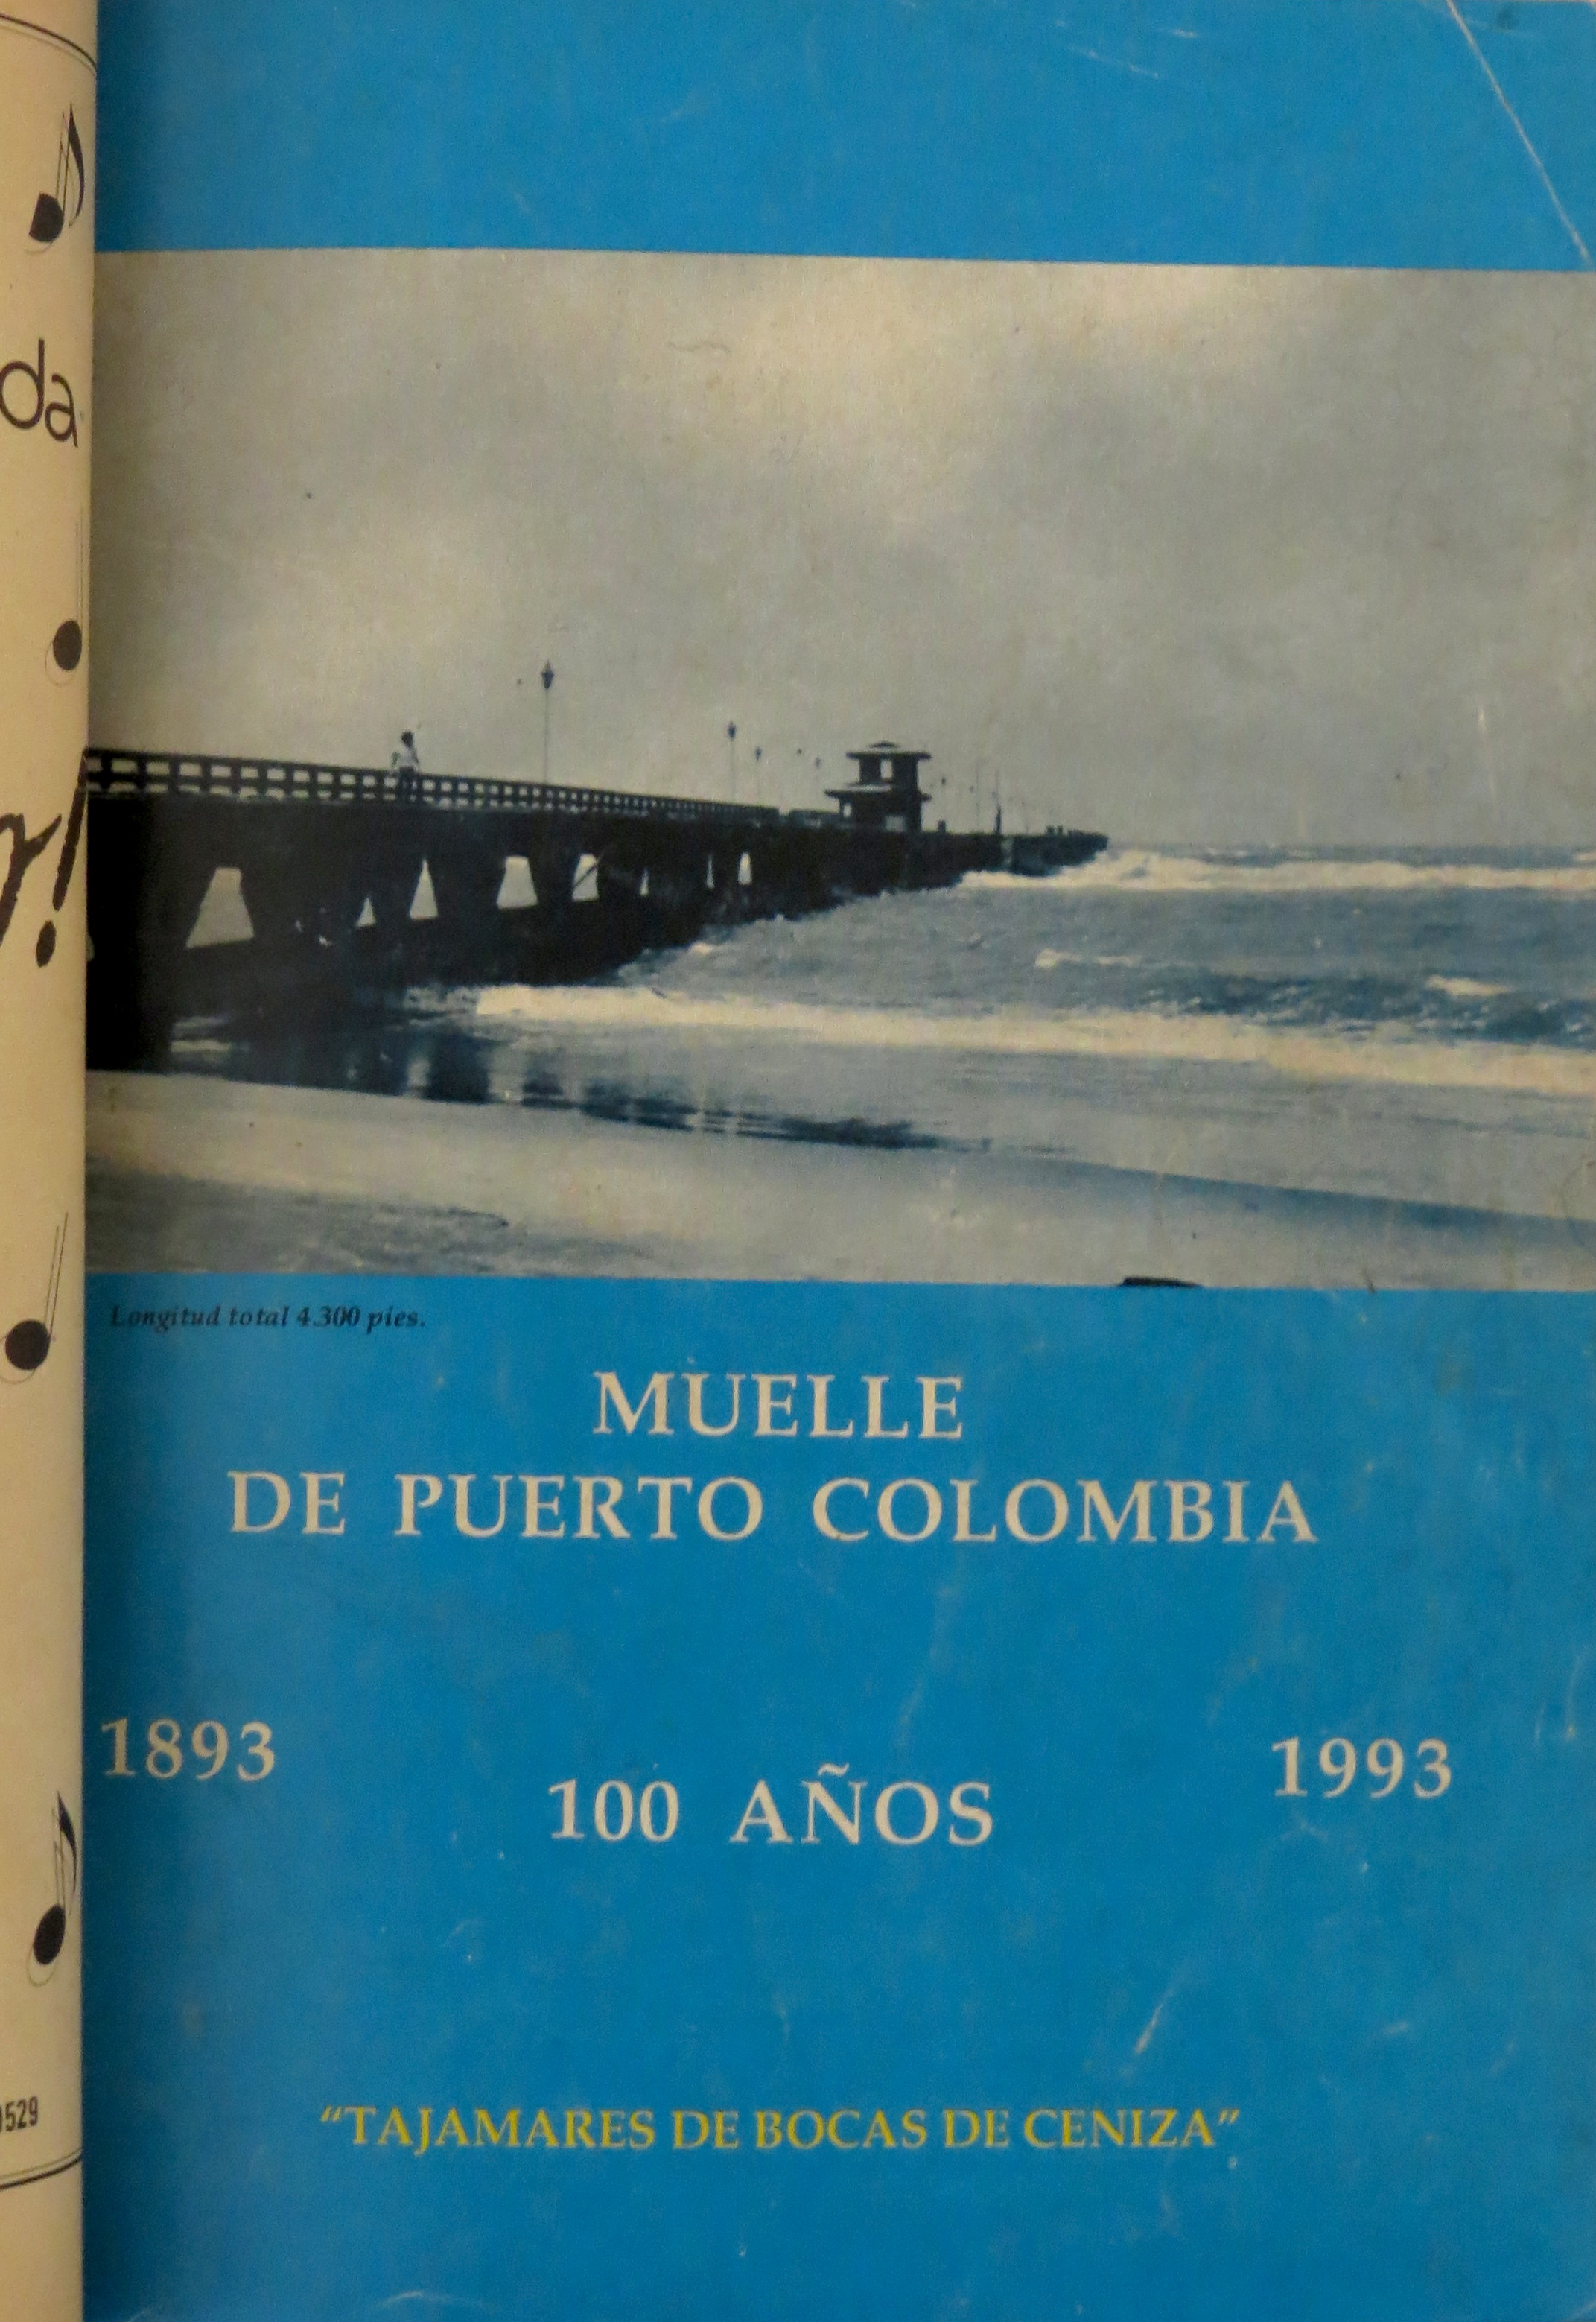 da
!
0529
Longitud total 4.300 pies.
MUELLE
DE PUERTO COLOMBIA
1893
1993
100 AÑOS
“TAJAMARES DE BOCAS DE CENIZA”